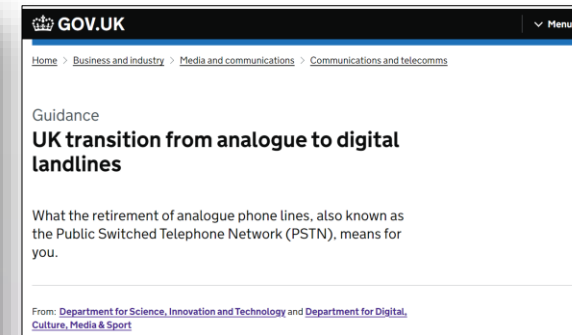 GOV.UK
Menu
Home > Business and industry > Media and communications > Communications and telecomms
Guidance
UK transition from analogue to digital
landlines
What the retirement of analogue phone lines, also known as
the Public Switched Telephone Network (PSTN), means for
you.
From: Department for Science, Innovation and Technology and Department for Digital,
Culture, Media & Sport